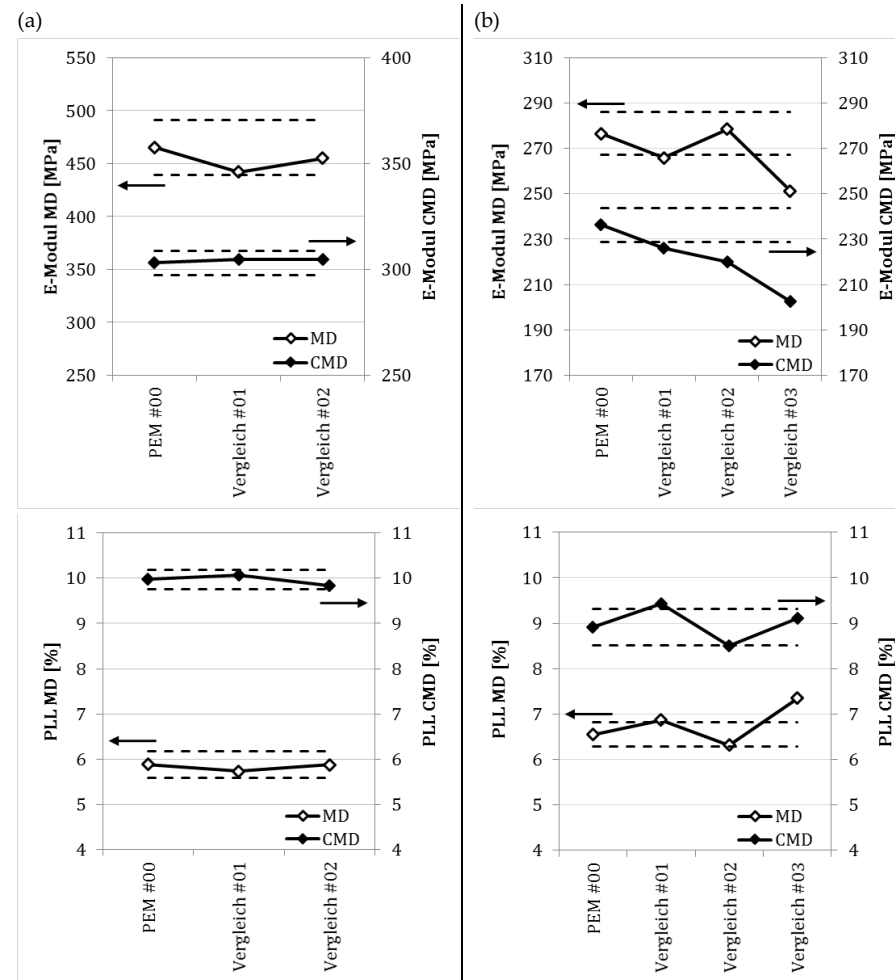 (a)
550
500
450
400
350
300
250
E-Modul MD [MPa]
400
350
300
250
E-Modul CMD [MPa]
MD
CMD
PEM #00
Vergleich #01
Vergleich #02
11
10
9
8
7
6
5
4
PLL MD [%]
11
10
9
8
7
6
5
4
PLL CMD [%]
MD
CMD
PEM #00
Vergleich #01
Vergleich #02
(b)
310
290
270
250
230
210
190
170
E-Modul MD [MPa]
310
290
270
250
230
210
190
170
E-Modul CMD [MPa]
MD
CMD
PEM #00
Vergleich #01
Vergleich #02
Vergleich #03
11
10
9
8
7
6
5
4
PLL MD [%]
11
10
9
8
7
6
5
4
PLL CMD [%]
MD
CMD
PEM #00
Vergleich #01
Vergleich #02
Vergleich #03